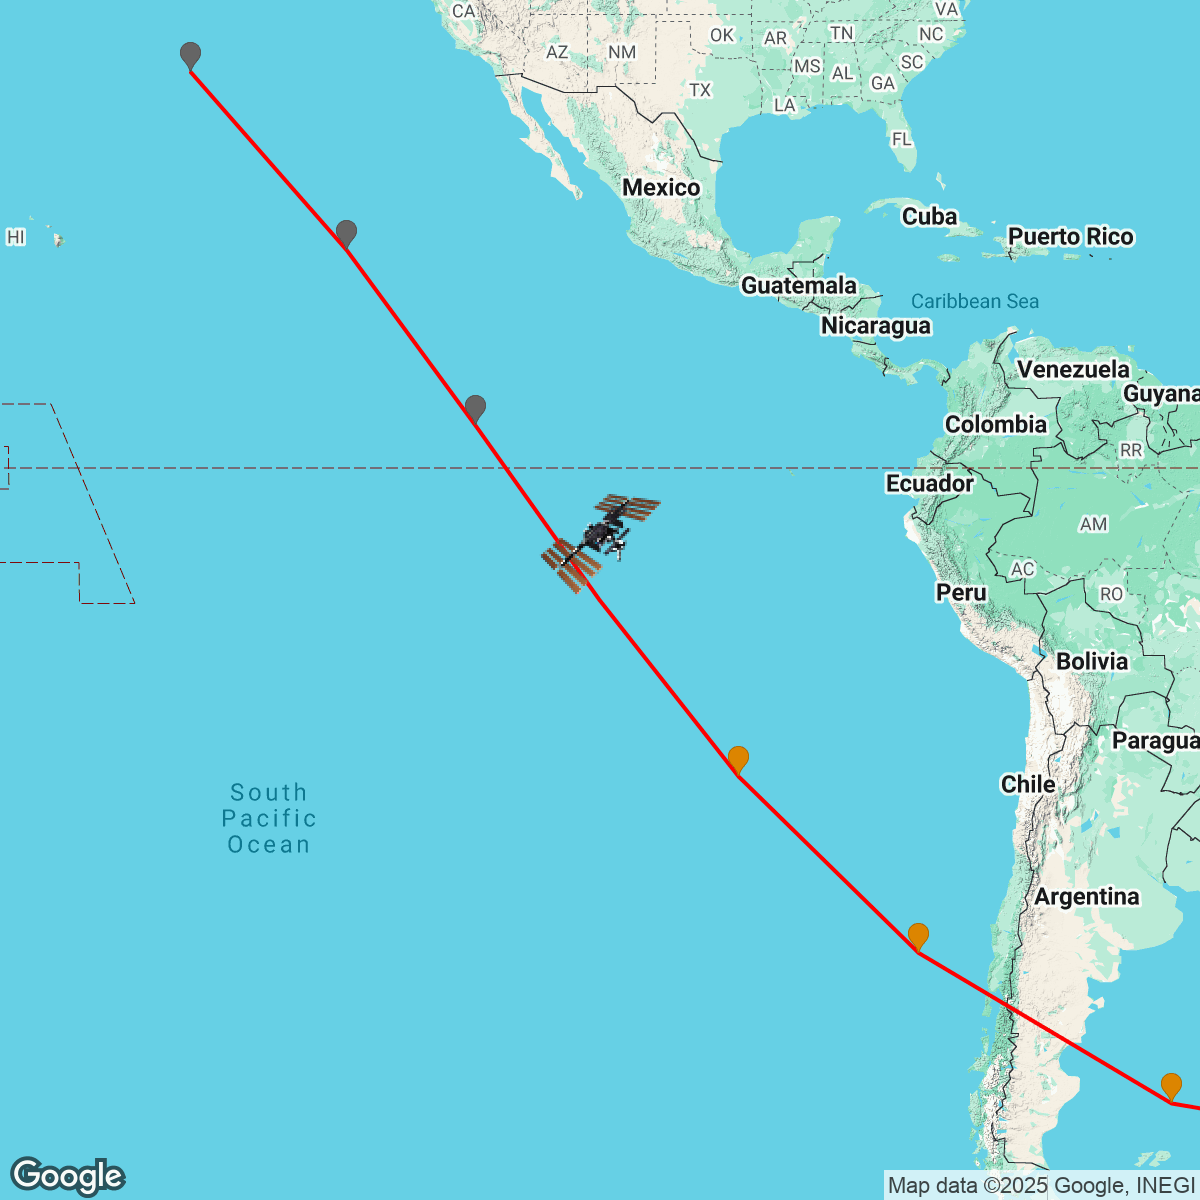 CA
VA
OK
AR
TN
NC
AZ
NM
MS
AL
SC
GA
TX
LA
FL
Mexico
Cuba
HI
Puerto Rico
Guatemala
Caribbean Sea
Nicaragua
Venezuela
Guyana
Colombia
RR
Ecuador
AM
AC
Peru
RO
Bolivia
Paragua
Chile
South
Pacific
Ocean
Argentina
Google
Map data ©2025 Google, INEGI